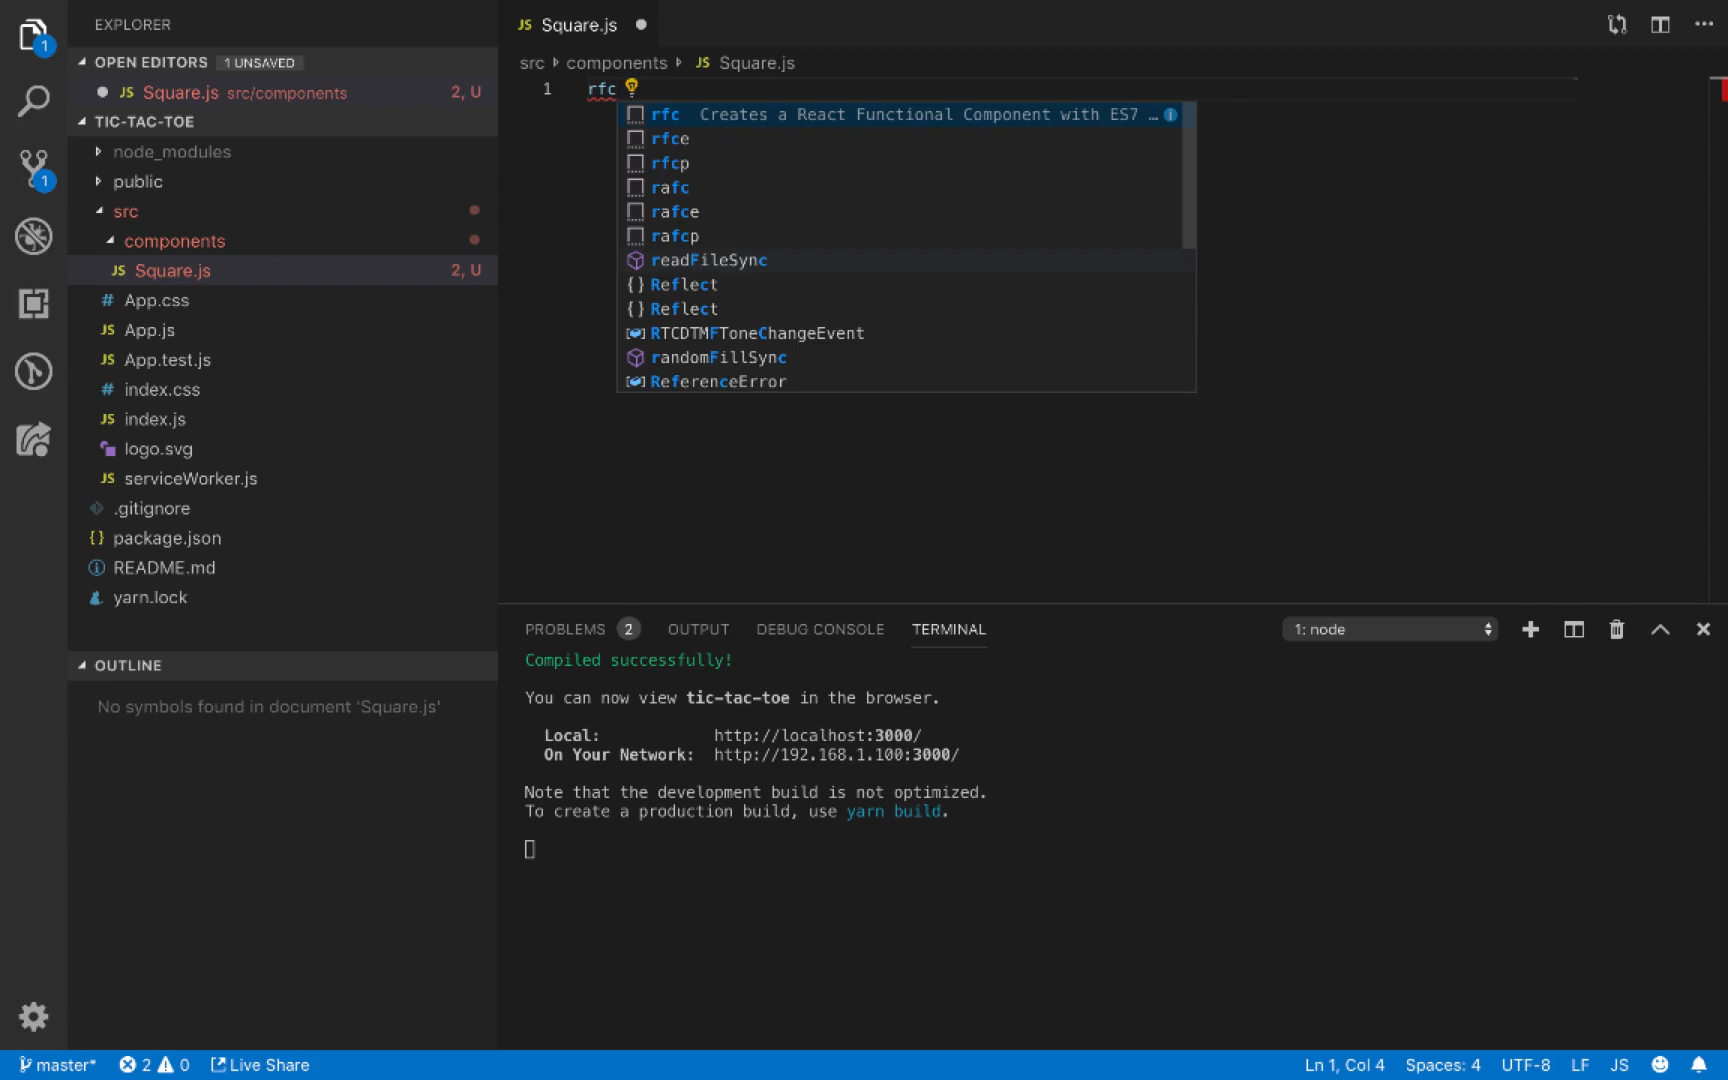 1
1
EXPLORER
OPEN EDITORS 1 UNSAVED
JS Square.js src/components 2, U
TIC-TAC-TOE
node_modules
public
src
components
JS Square.js 2, U
# App.css
JS App.js
JS App.test.js
# index.css
JS index.js
logo.svg
JS serviceWorker.js
.gitignore
{} package.json
README.md
yarn.lock
OUTLINE
No symbols found in document 'Square.js'
JS Square.js
src components JS Square.js
1 rfc
rfc Creates a React Functional Component with ES7 …
rfce
rfcp
rafc
rafce
rafcp
readFileSync
{} Reflect
{} Reflect
RTCDTMFToneChangeEvent
randomFillSync
ReferenceError
PROBLEMS 2 OUTPUT DEBUG CONSOLE TERMINAL 1: node
Compiled successfully!
You can now view tic-tac-toe in the browser.
Local: http://localhost:3000/
On Your Network: http://192.168.1.100:3000/
Note that the development build is not optimized.
To create a production build, use yarn build.
master* 2 0 Live Share Ln 1, Col 4 Spaces: 4 UTF-8 LF JS